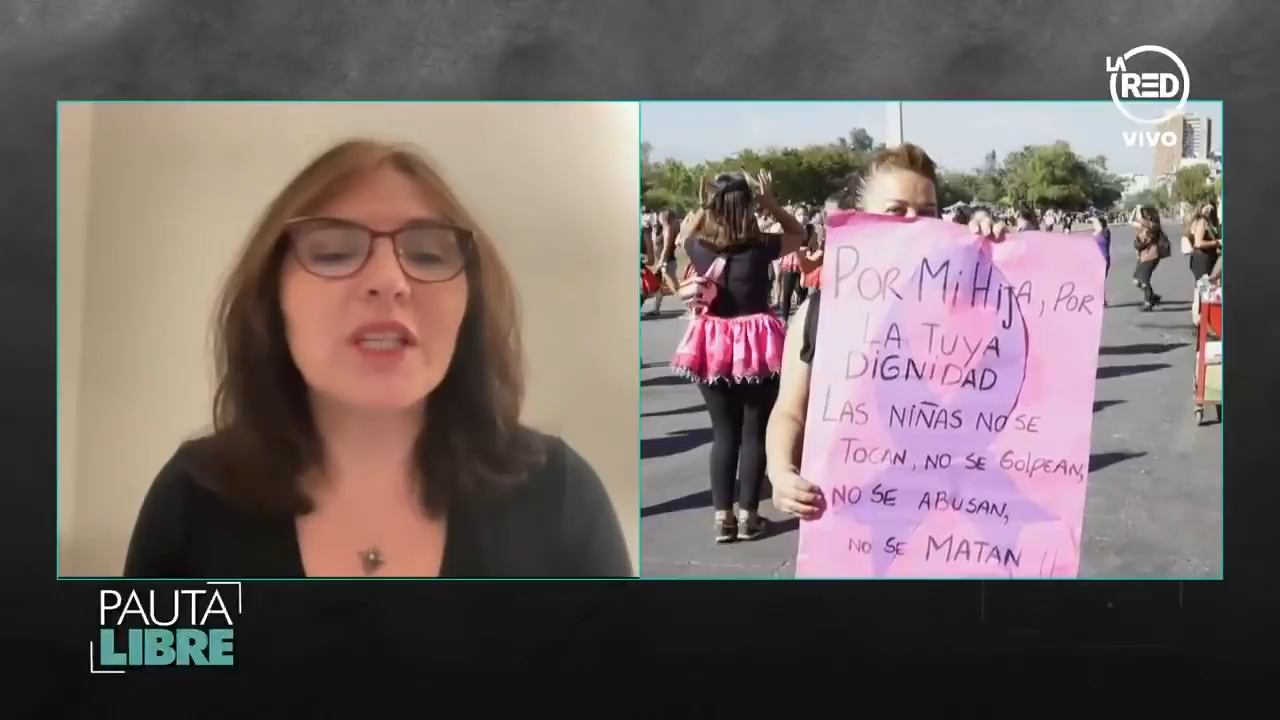 LA
RED
VIVO
POR MI HIJA, POR
LA TUYA
DIGNIDAD
LAS NIÑAS NO SE
TOCAN, NO SE GOLPEAN,
NO SE ABUSAN,
NO SE MATAN !!
PAUTA
LIBRE